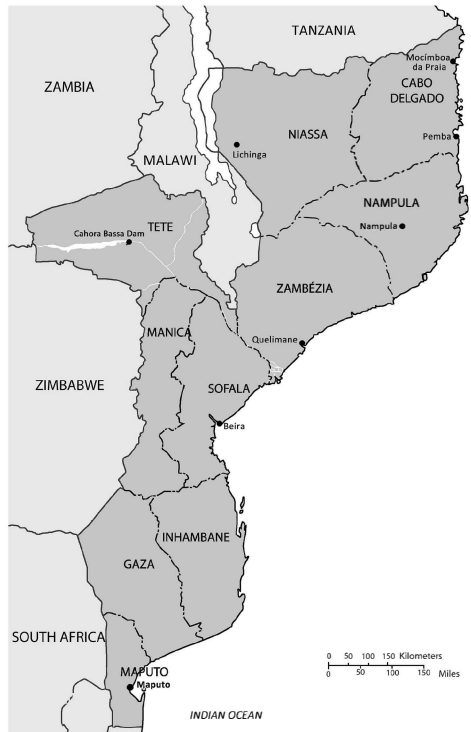 TANZANIA
Mocímboa
da Praia
ZAMBIA
CABO
DELGADO
NIASSA
Pemba
Lichinga
MALAWI
NAMPULA
TETE
Nampula
Cahora Bassa Dam
ZAMBÉZIA
MANICA
Quelimane
ZIMBABWE
SOFALA
Beira
INHAMBANE
GAZA
SOUTH AFRICA
0 50 100 150 Kilometers
0 50 100 150 Miles
MAPUTO
Maputo
INDIAN OCEAN